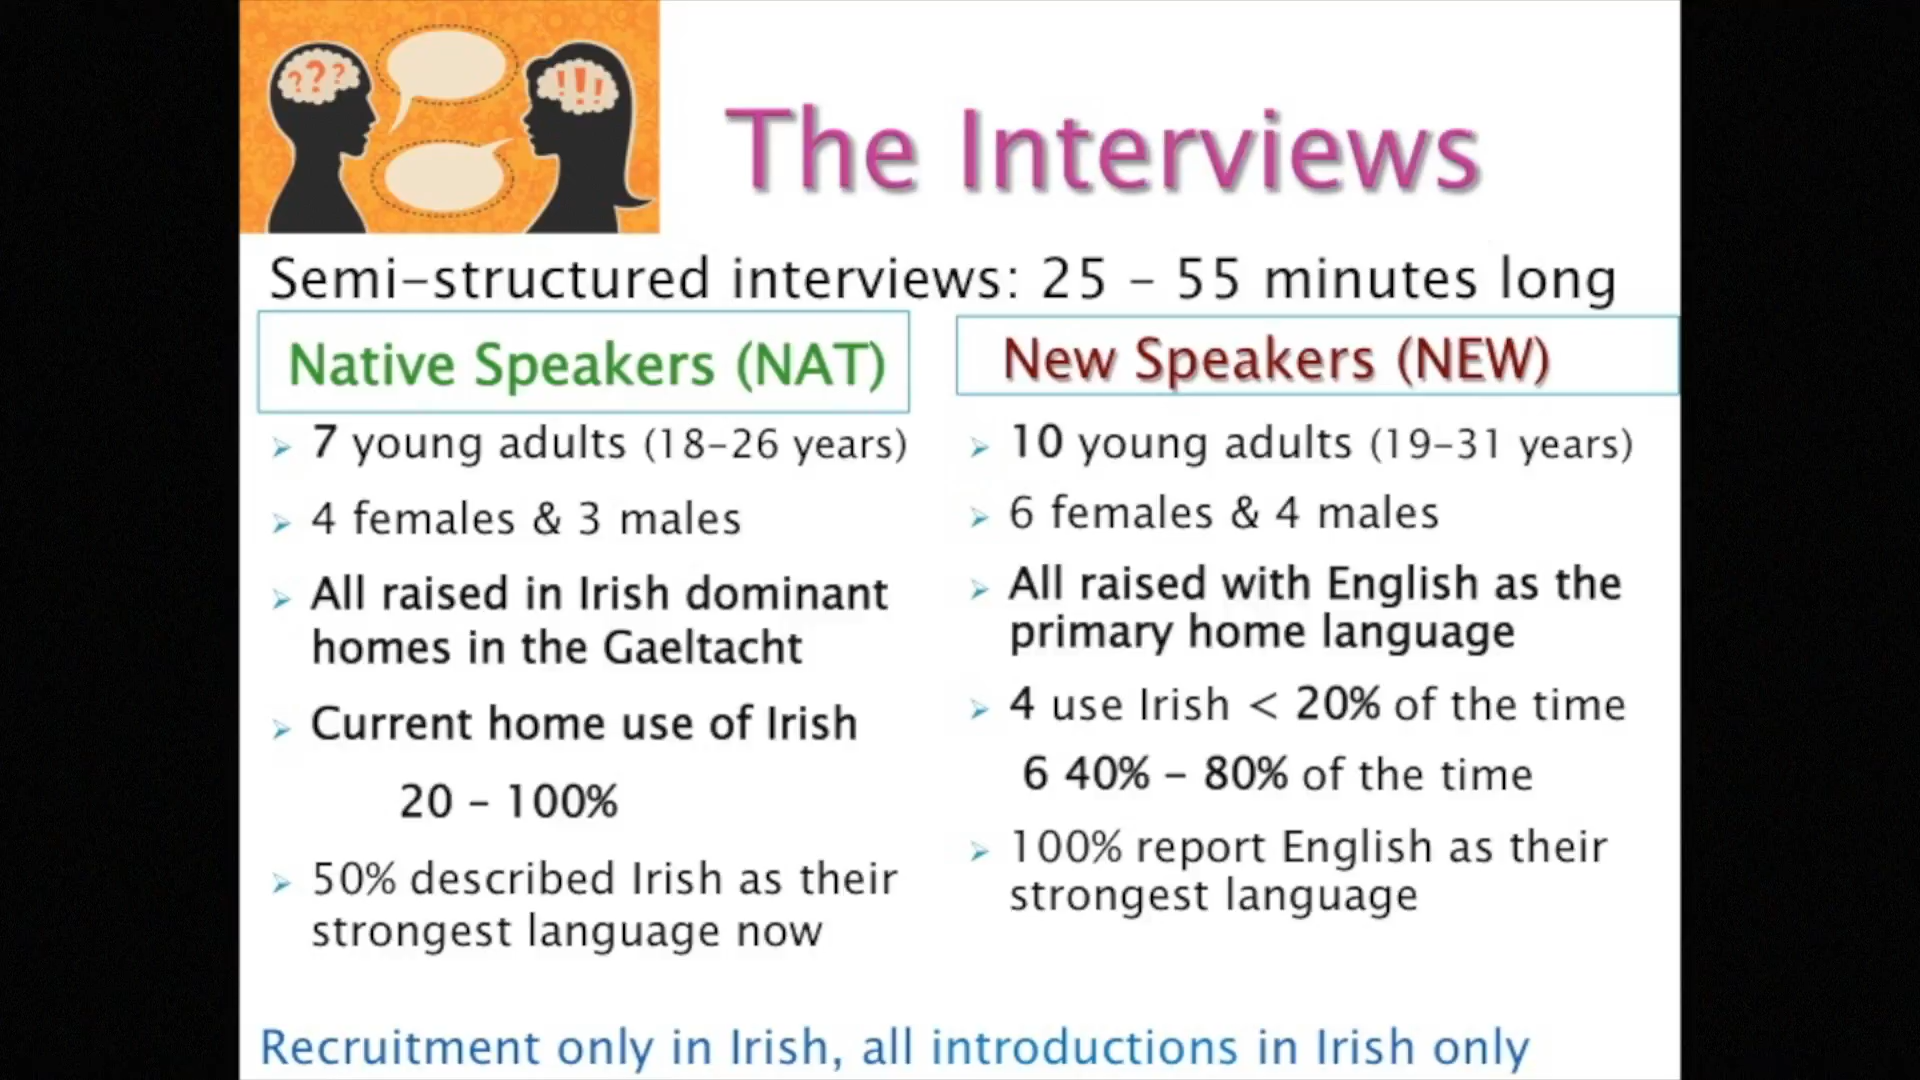 ???
!!!
The Interviews
Semi-structured interviews: 25 – 55 minutes long
Native Speakers (NAT)
7 young adults (18-26 years)
4 females & 3 males
All raised in Irish dominant
homes in the Gaeltacht
Current home use of Irish
20 – 100%
50% described Irish as their
strongest language now
New Speakers (NEW)
10 young adults (19-31 years)
6 females & 4 males
All raised with English as the
primary home language
4 use Irish < 20% of the time
6 40% – 80% of the time
100% report English as their
strongest language
Recruitment only in Irish, all introductions in Irish only